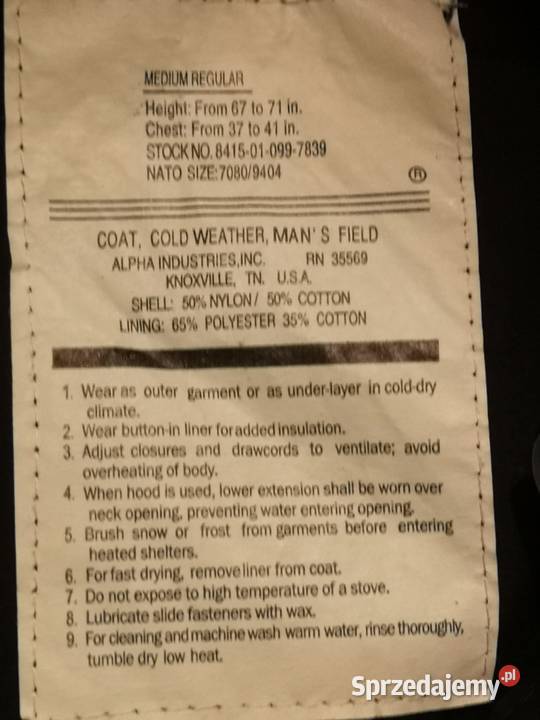 MEDIUM REGULAR
Height: From 67 to 71 in.
Chest: From 37 to 41 in.
STOCK NO. 8415-01-099-7839
NATO SIZE:7080/9404
®
COAT, COLD WEATHER, MAN'S FIELD
ALPHA INDUSTRIES,INC. RN 35569
KNOXVILLE, TN. U.S.A.
SHELL: 50% NYLON/ 50% COTTON
LINING: 65% POLYESTER 35% COTTON
1. Wear as outer garment or as under-layer in cold-dry
climate.
2. Wear button-in liner for added insulation.
3. Adjust closures and drawcords to ventilate; avoid
overheating of body.
4. When hood is used, lower extension shall be worn over
neck opening, preventing water entering opening.
5. Brush snow or frost from garments before entering
heated shelters.
6. For fast drying, remove liner from coat.
7. Do not expose to high temperature of a stove.
8. Lubricate slide fasteners with wax.
9. For cleaning and machine wash warm water, rinse thoroughly,
tumble dry low heat.
Sprzedajemy.pl